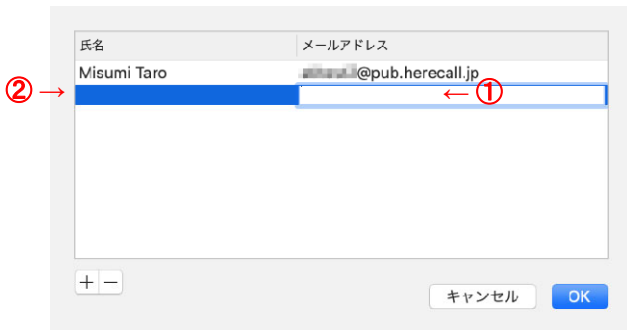 氏名 メールアドレス
Misumi Taro @pub.herecall.jp
② → ← ①
+ −
キャンセル OK